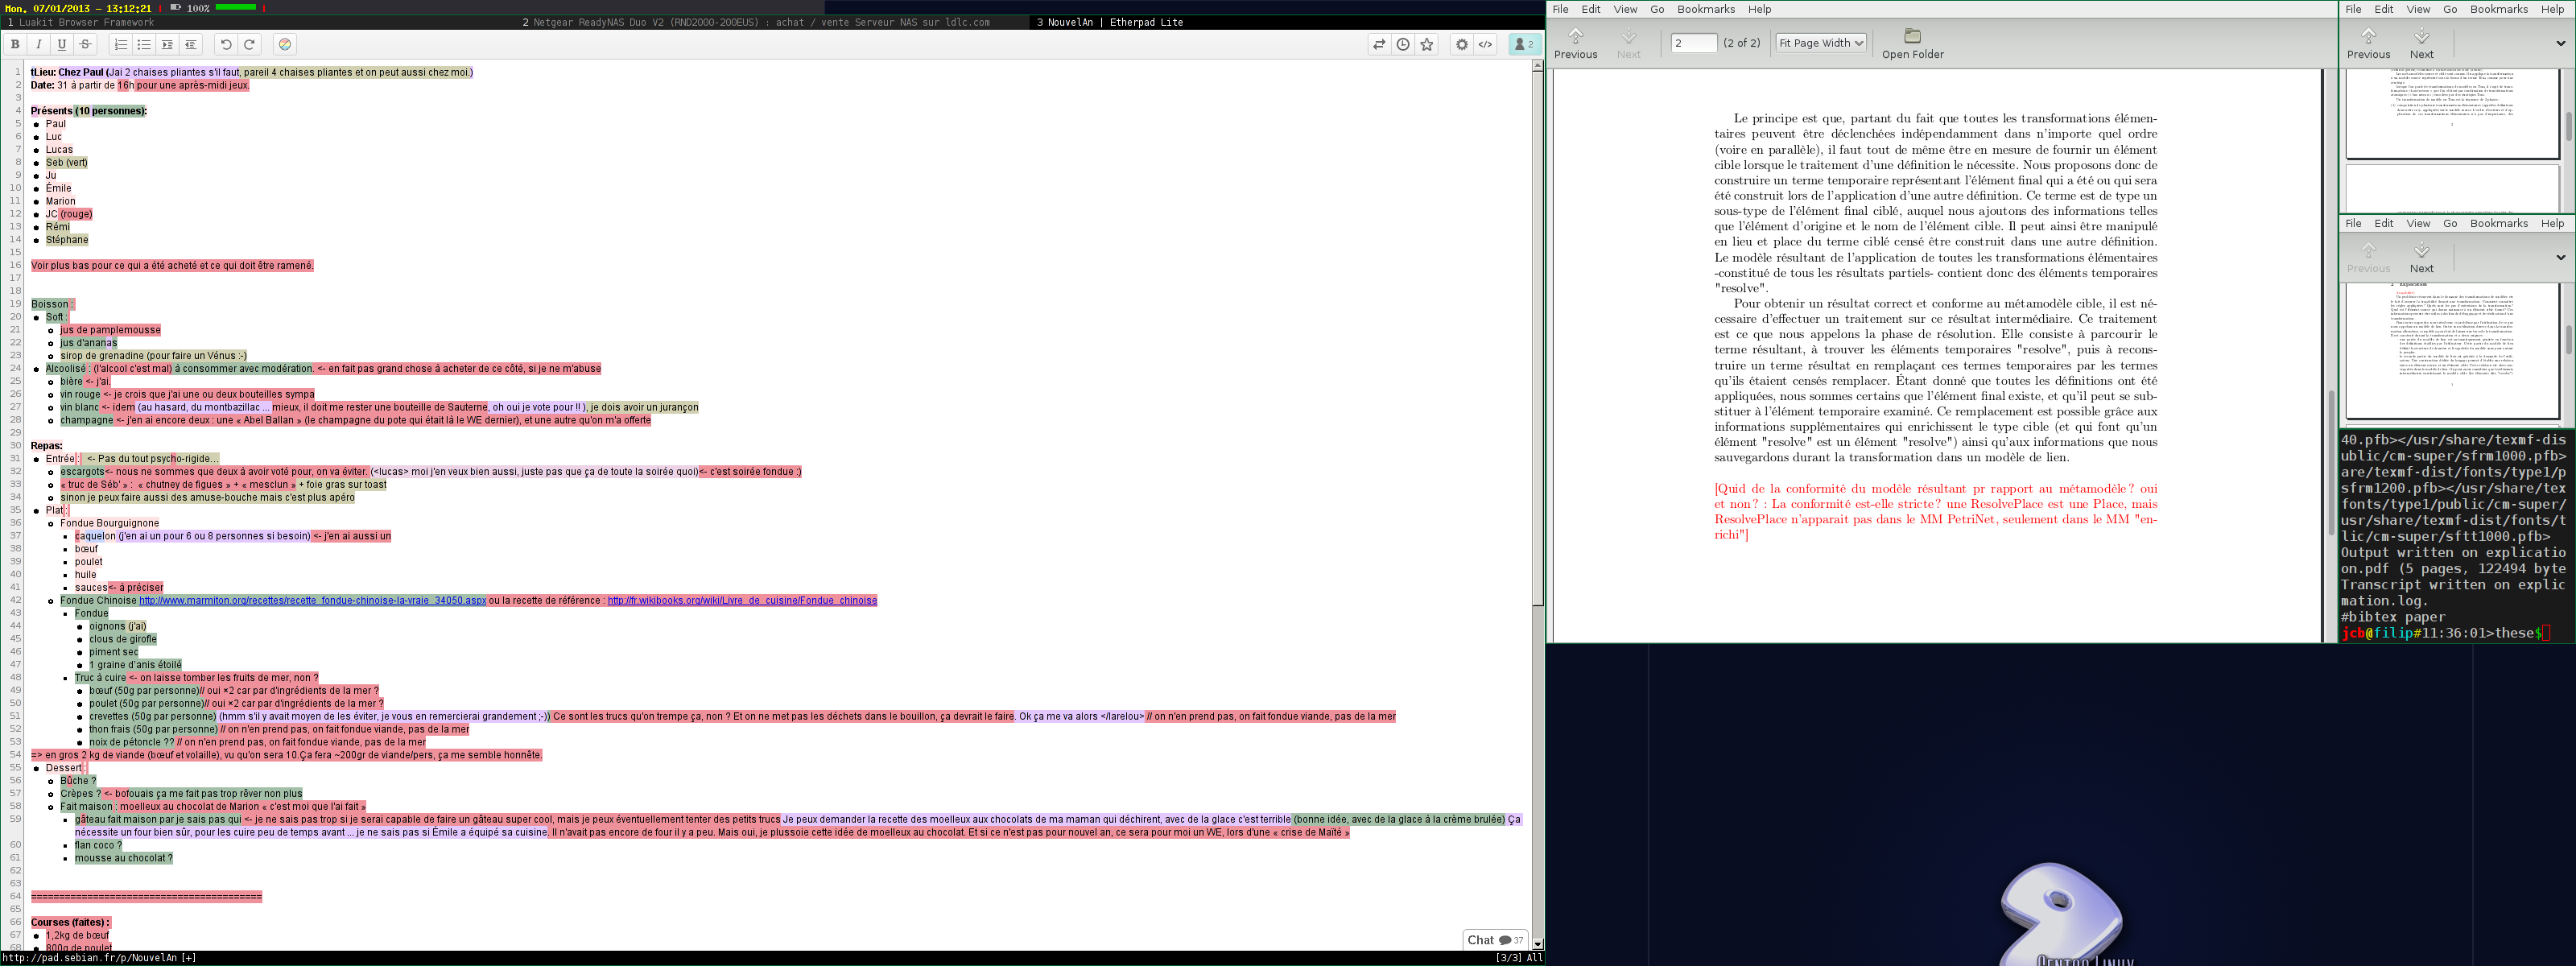 Mon. 07/01/2013 – 13:12:21 | 100% |
1 Luakit Browser Framework
2 Netgear ReadyNAS Duo V2 (RND2000-200EUS) : achat / vente Serveur NAS sur ldlc.com
3 NouvelAn | Etherpad Lite
B I U S
2
1 tLieu: Chez Paul (Jai 2 chaises pliantes s'il faut, pareil 4 chaises pliantes et on peut aussi chez moi.)
2 Date: 31 à partir de 16h pour une après-midi jeux.
3
4 Présents (10 personnes):
5 Paul
6 Luc
7 Lucas
8 Seb (vert)
9 Ju
10 Émile
11 Marion
12 JC (rouge)
13 Rémi
14 Stéphane
15
16 Voir plus bas pour ce qui a été acheté et ce qui doit être ramené.
17
18
19 Boisson :
20 Soft :
21 jus de pamplemousse
22 jus d'ananas
23 sirop de grenadine (pour faire un Vénus :-)
24 Alcoolisé : (l'alcool c'est mal) à consommer avec modération. <- en fait pas grand chose à acheter de ce côté, si je ne m'abuse
25 bière <- j'ai.
26 vin rouge <- je crois que j'ai une ou deux bouteilles sympa
27 vin blanc <- idem (au hasard, du montbazillac ... mieux, il doit me rester une bouteille de Sauterne, oh oui je vote pour !! ), je dois avoir un jurançon
28 champagne <- j'en ai encore deux : une « Abel Ballan » (le champagne du pote qui était là le WE dernier), et une autre qu'on m'a offerte
29
30 Repas:
31 Entrée : <- Pas du tout psycho-rigide...
32 escargots<- nous ne sommes que deux à avoir voté pour, on va éviter. (<lucas> moi j'en veux bien aussi, juste pas que ça de toute la soirée quoi)<- c'est soirée fondue :)
33 « truc de Séb' » : « chutney de figues » + « mesclun » + foie gras sur toast
34 sinon je peux faire aussi des amuse-bouche mais c'est plus apéro
35 Plat :
36 Fondue Bourguignone
37 caquelon (j'en ai un pour 6 ou 8 personnes si besoin) <- j'en ai aussi un
38 bœuf
39 poulet
40 huile
41 sauces<- à préciser
42 Fondue Chinoise http://www.marmiton.org/recettes/recette_fondue-chinoise-la-vraie_34050.aspx ou la recette de référence : http://fr.wikibooks.org/wiki/Livre_de_cuisine/Fondue_chinoise
43 Fondue
44 oignons (j'ai)
45 clous de girofle
46 piment sec
47 1 graine d'anis étoilé
48 Truc à cuire <- on laisse tomber les fruits de mer, non ?
49 bœuf (50g par personne)// oui ×2 car par d'ingrédients de la mer ?
50 poulet (50g par personne)// oui ×2 car par d'ingrédients de la mer ?
51 crevettes (50g par personne) (hmm s'il y avait moyen de les éviter, je vous en remercierai grandement ;-)) Ce sont les trucs qu'on trempe ça, non ? Et on ne met pas les déchets dans le bouillon, ça devrait le faire. Ok ça me va alors </larelou> // on n'en prend pas, on fait fondue viande, pas de la mer
52 thon frais (50g par personne) // on n'en prend pas, on fait fondue viande, pas de la mer
53 noix de pétoncle ?? // on n'en prend pas, on fait fondue viande, pas de la mer
54 => en gros 2 kg de viande (bœuf et volaille), vu qu'on sera 10.Ça fera ~200gr de viande/pers, ça me semble honnête.
55 Dessert :
56 Bûche ?
57 Crèpes ? <- bofouais ça me fait pas trop rêver non plus
58 Fait maison : moelleux au chocolat de Marion « c'est moi que l'ai fait »
59 gâteau fait maison par je sais pas qui <- je ne sais pas trop si je serai capable de faire un gâteau super cool, mais je peux éventuellement tenter des petits trucs Je peux demander la recette des moelleux aux chocolats de ma maman qui déchirent, avec de la glace c'est terrible (bonne idée, avec de la glace à la crème brulée) Ça
nécessite un four bien sûr, pour les cuire peu de temps avant ... je ne sais pas si Émile a équipé sa cuisine. Il n'avait pas encore de four il y a peu. Mais oui, je plussoie cette idée de moelleux au chocolat. Et si ce n'est pas pour nouvel an, ce sera pour moi un WE, lors d'une « crise de Maïté »
60 flan coco ?
61 mousse au chocolat ?
62
63
64 =========================================
65
66 Courses (faites) :
67 1,2kg de bœuf
68 800g de poulet
Chat 37
http://pad.sebian.fr/p/NouvelAn [+]
[3/3] All
File Edit View Go Bookmarks Help
Previous Next 2 (2 of 2) Fit Page Width Open Folder
Le principe est que, partant du fait que toutes les transformations élémen-
taires peuvent être déclenchées indépendamment dans n'importe quel ordre
(voire en parallèle), il faut tout de même être en mesure de fournir un élément
cible lorsque le traitement d'une définition le nécessite. Nous proposons donc de
construire un terme temporaire représentant l'élément final qui a été ou qui sera
été construit lors de l'application d'une autre définition. Ce terme est de type un
sous-type de l'élément final ciblé, auquel nous ajoutons des informations telles
que l'élément d'origine et le nom de l'élément cible. Il peut ainsi être manipulé
en lieu et place du terme ciblé censé être construit dans une autre définition.
Le modèle résultant de l'application de toutes les transformations élémentaires
-constitué de tous les résultats partiels- contient donc des éléments temporaires
"resolve".
Pour obtenir un résultat correct et conforme au métamodèle cible, il est né-
cessaire d'effectuer un traitement sur ce résultat intermédiaire. Ce traitement
est ce que nous appelons la phase de résolution. Elle consiste à parcourir le
terme résultant, à trouver les éléments temporaires "resolve", puis à recons-
truire un terme résultat en remplaçant ces termes temporaires par les termes
qu'ils étaient censés remplacer. Étant donné que toutes les définitions ont été
appliquées, nous sommes certains que l'élément final existe, et qu'il peut se sub-
stituer à l'élément temporaire examiné. Ce remplacement est possible grâce aux
informations supplémentaires qui enrichissent le type cible (et qui font qu'un
élément "resolve" est un élément "resolve") ainsi qu'aux informations que nous
sauvegardons durant la transformation dans un modèle de lien.
[Quid de la conformité du modèle résultant pr rapport au métamodèle ? oui
et non ? : La conformité est-elle stricte ? une ResolvePlace est une Place, mais
ResolvePlace n'apparait pas dans le MM PetriNet, seulement dans le MM "en-
richi"]
File Edit View Go Bookmarks Help
Previous Next
File Edit View Go Bookmarks Help
Previous Next
40.pfb></usr/share/texmf-dis
ublic/cm-super/sfrm1000.pfb>
are/texmf-dist/fonts/type1/p
sfrm1200.pfb></usr/share/tex
fonts/type1/public/cm-super/
usr/share/texmf-dist/fonts/t
lic/cm-super/sftt1000.pfb>
Output written on explicatio
on.pdf (5 pages, 122494 byte
Transcript written on explic
mation.log.
#bibtex paper
jcb@filip#11:36:01>these$
GENTOO LINUX